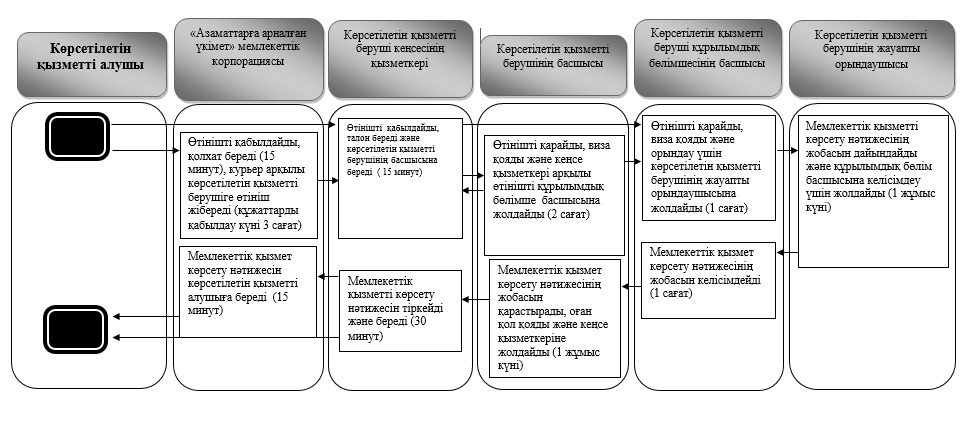 Көрсетілетін
қызметті алушы
«Азаматтарға арналған
үкімет» мемлекеттік
корпорациясы
Көрсетілетін қызметті
беруші кеңсесінің
қызметкері
Көрсетілетін қызметті
берушінің басшысы
Көрсетілетін қызметті
беруші құрылымдық
бөлімшесінің басшысы
Көрсетілетін қызметті
берушінің жауапты
орындаушысы
Өтінішті қабылдайды,
қолхат береді (15
минут), курьер арқылы
көрсетілетін қызметті
берушіге өтініш
жібереді (құжаттарды
қабылдау күні 3 сағат)
Өтінішті қабылдайды,
талон береді және
көрсетілетін қызметті
берушінің басшысына
береді ( 15 минут)
Өтінішті қарайды, виза
қояды және кеңсе
қызметкері арқылы
өтінішті құрылымдық
бөлімше басшысына
жолдайды (2 сағат)
Өтінішті қарайды,
виза қояды және
орындау үшін
көрсетілетін қызметті
берушінің жауапты
орындаушысына
жолдайды (1 сағат)
Мемлекеттік қызметті
көрсету нәтижесінің
жобасын дайындайды
және құрылымдық бөлім
басшысына келісімдеу
үшін жолдайды (1 жұмыс
күні)
Мемлекеттік қызмет
көрсету нәтижесін
көрсетілетін қызметті
алушыға береді (15
минут)
Мемлекеттік
қызметті көрсету
нәтижесін тіркейді
және береді (30
минут)
Мемлекеттік қызмет
көрсету нәтижесінің
жобасын
қарастырады, оған
қол қояды және кеңсе
қызметкеріне
жолдайды (1 жұмыс
күні)
Мемлекеттік қызмет
көрсету нәтижесінің
жобасын келісімдейді
(1 сағат)